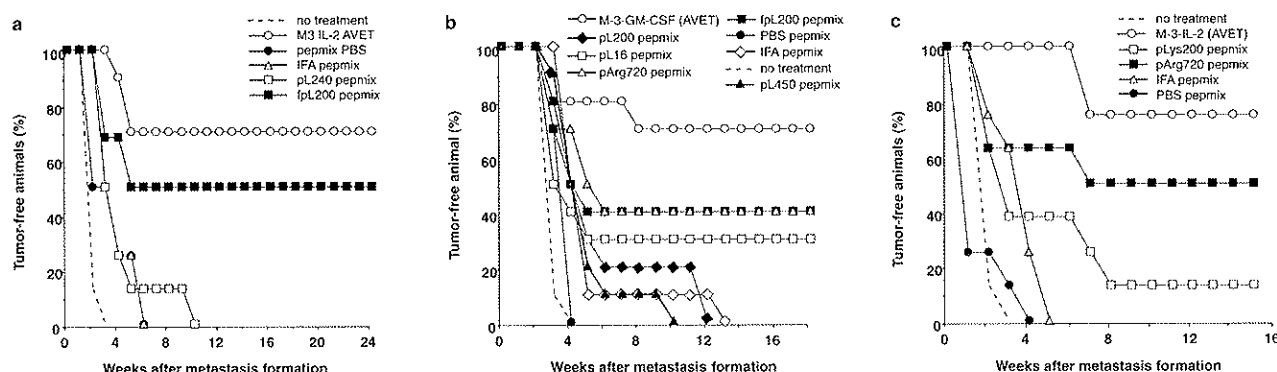 a
no treatment
M3 IL-2 AVET
pepmix PBS
IFA pepmix
pL240 pepmix
fpL200 pepmix
Tumor-free animals (%)
100
80
60
40
20
0
0 4 8 12 16 20 24
Weeks after metastasis formation
b
M-3-GM-CSF (AVET)
pL200 pepmix
pL16 pepmix
pArg720 pepmix
fpL200 pepmix
PBS pepmix
IFA pepmix
no treatment
pL450 pepmix
Tumor-free animals (%)
100
80
60
40
20
0
0 4 8 12 16
Weeks after metastasis formation
c
no treatment
M-3-IL-2 (AVET)
pLys200 pepmix
pArg720 pepmix
IFA pepmix
PBS pepmix
Tumor-free animals (%)
100
80
60
40
20
0
0 4 8 12 16
Weeks after metastasis formation